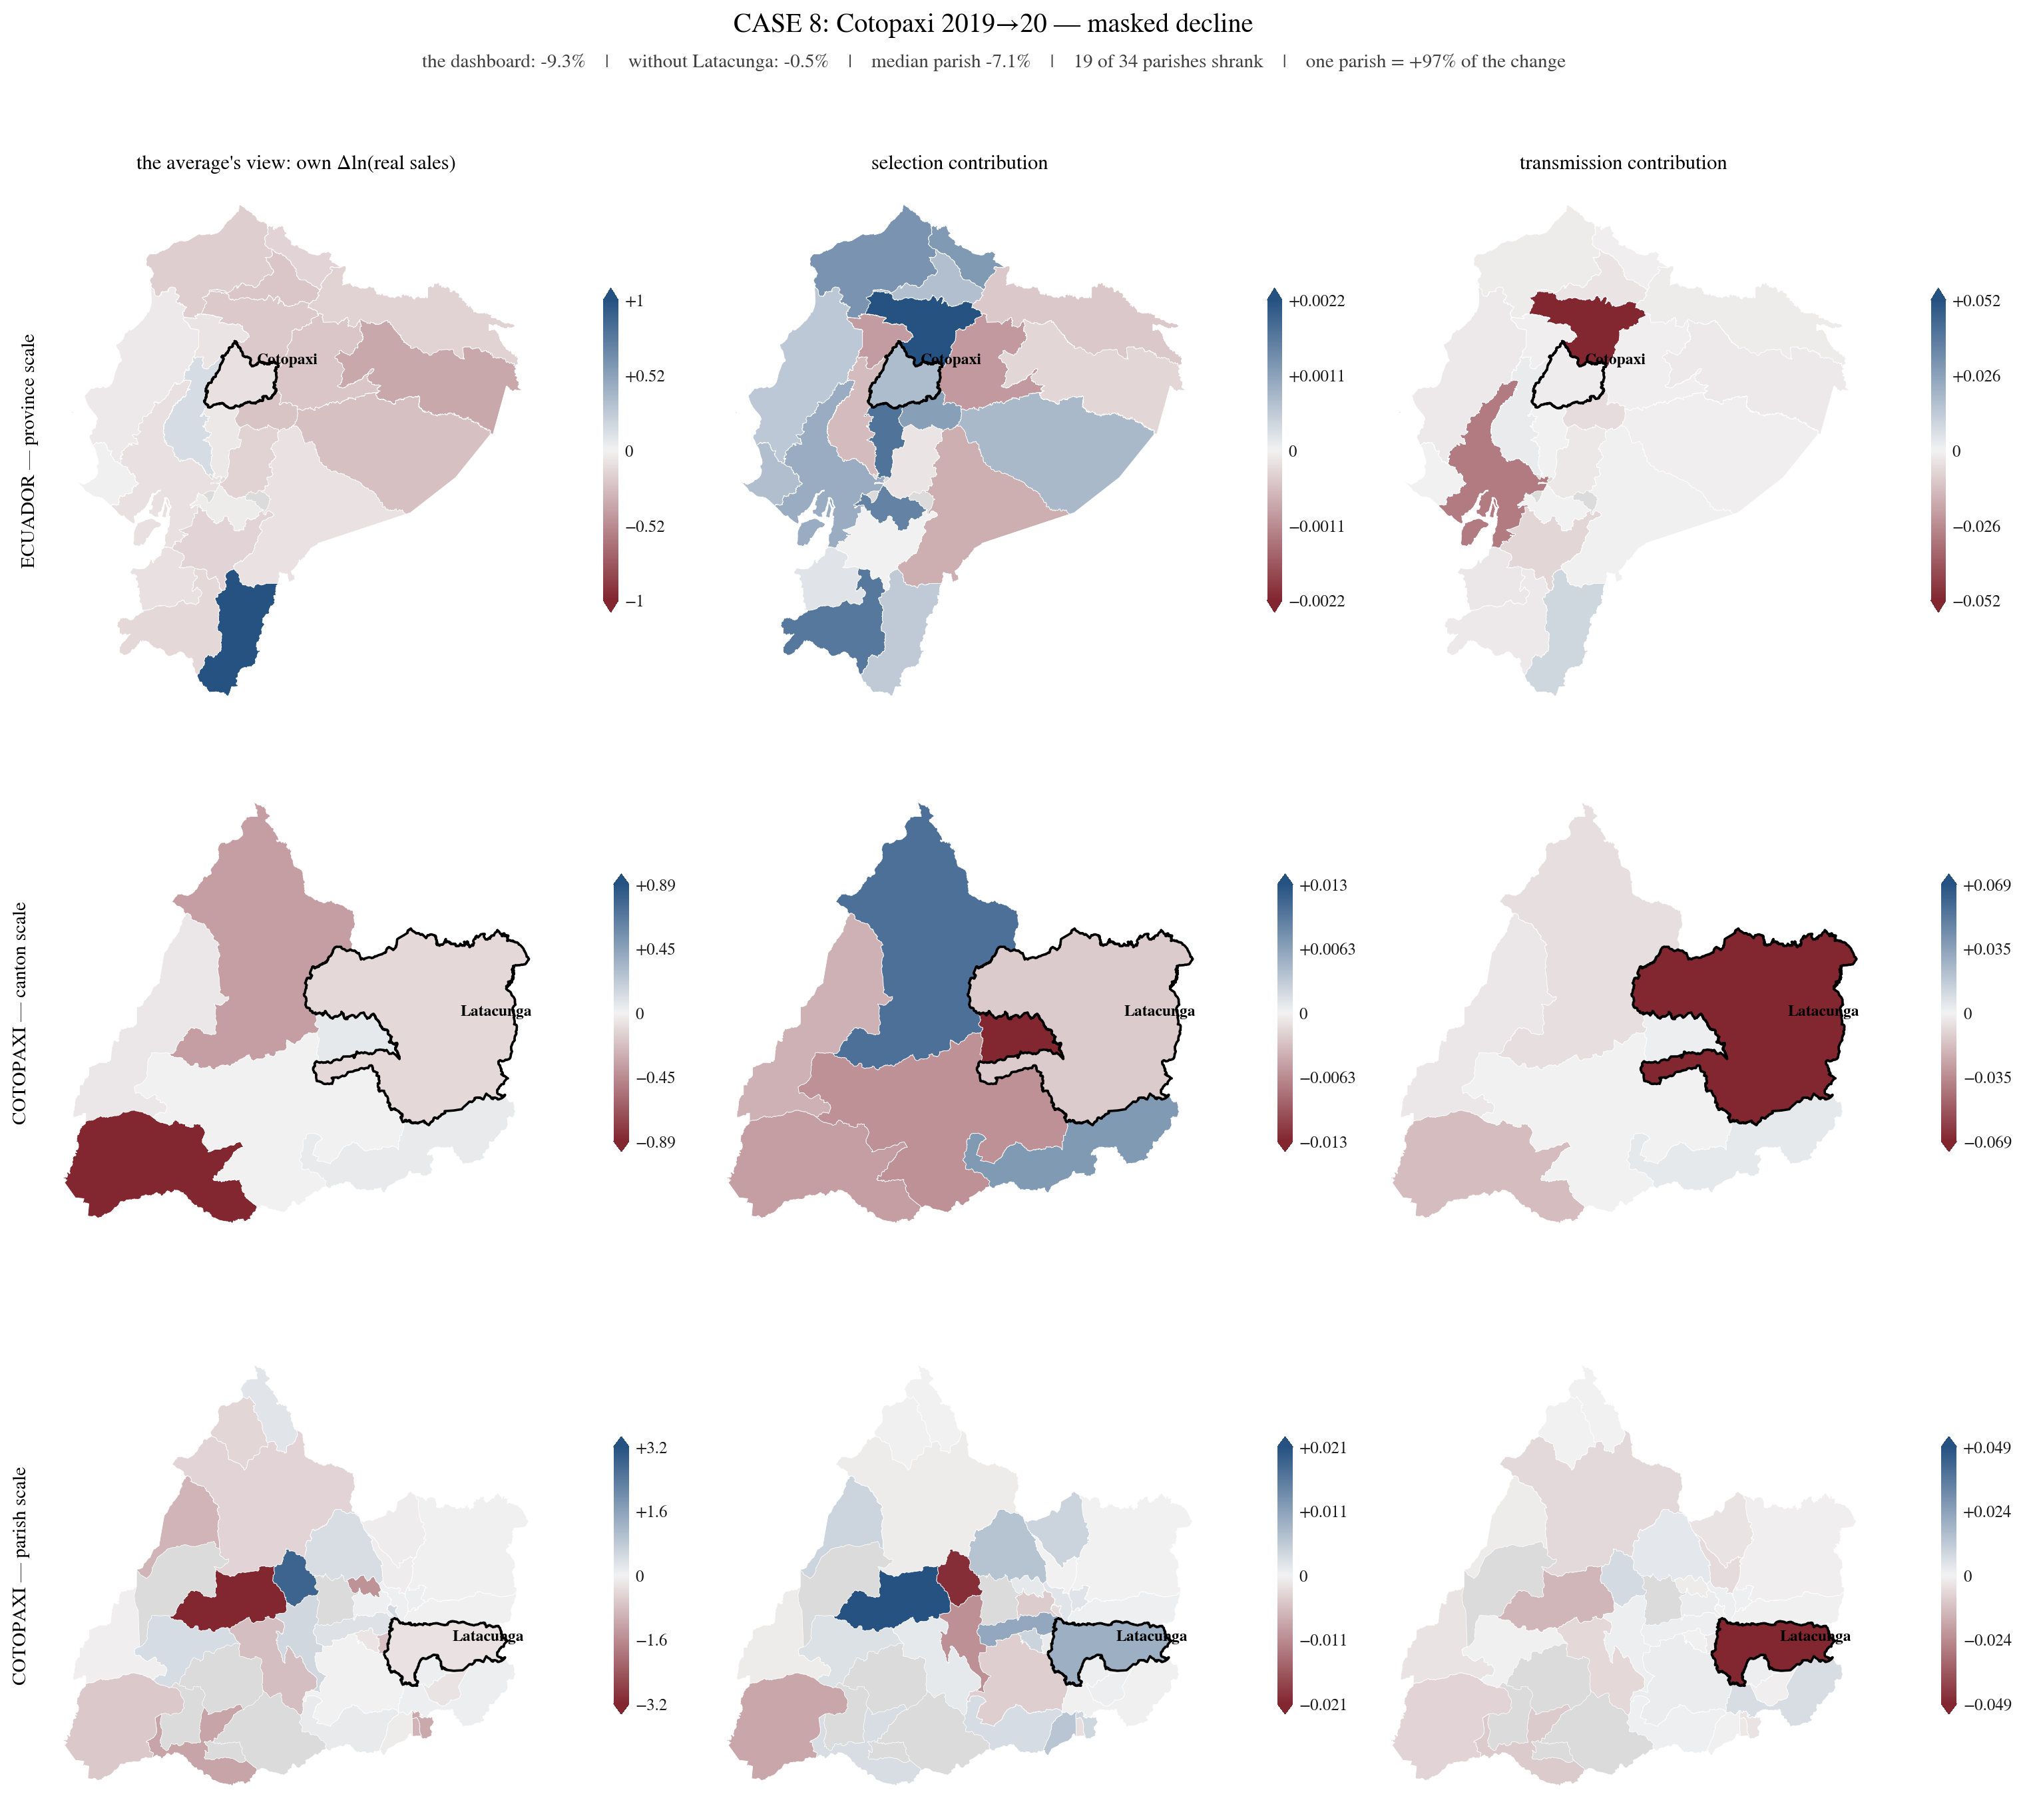 CASE 8: Cotopaxi 2019→20 — masked decline
the dashboard: -9.3% | without Latacunga: -0.5% | median parish -7.1% | 19 of 34 parishes shrank | one parish = +97% of the change
the average's view: own Δln(real sales)
selection contribution
transmission contribution
ECUADOR — province scale
Cotopaxi
+1
+0.52
0
−0.52
−1
Cotopaxi
+0.0022
+0.0011
0
−0.0011
−0.0022
Cotopaxi
+0.052
+0.026
0
−0.026
−0.052
COTOPAXI — canton scale
Latacunga
+0.89
+0.45
0
−0.45
−0.89
Latacunga
+0.013
+0.0063
0
−0.0063
−0.013
Latacunga
+0.069
+0.035
0
−0.035
−0.069
COTOPAXI — parish scale
Latacunga
+3.2
+1.6
0
−1.6
−3.2
Latacunga
+0.021
+0.011
0
−0.011
−0.021
Latacunga
+0.049
+0.024
0
−0.024
−0.049